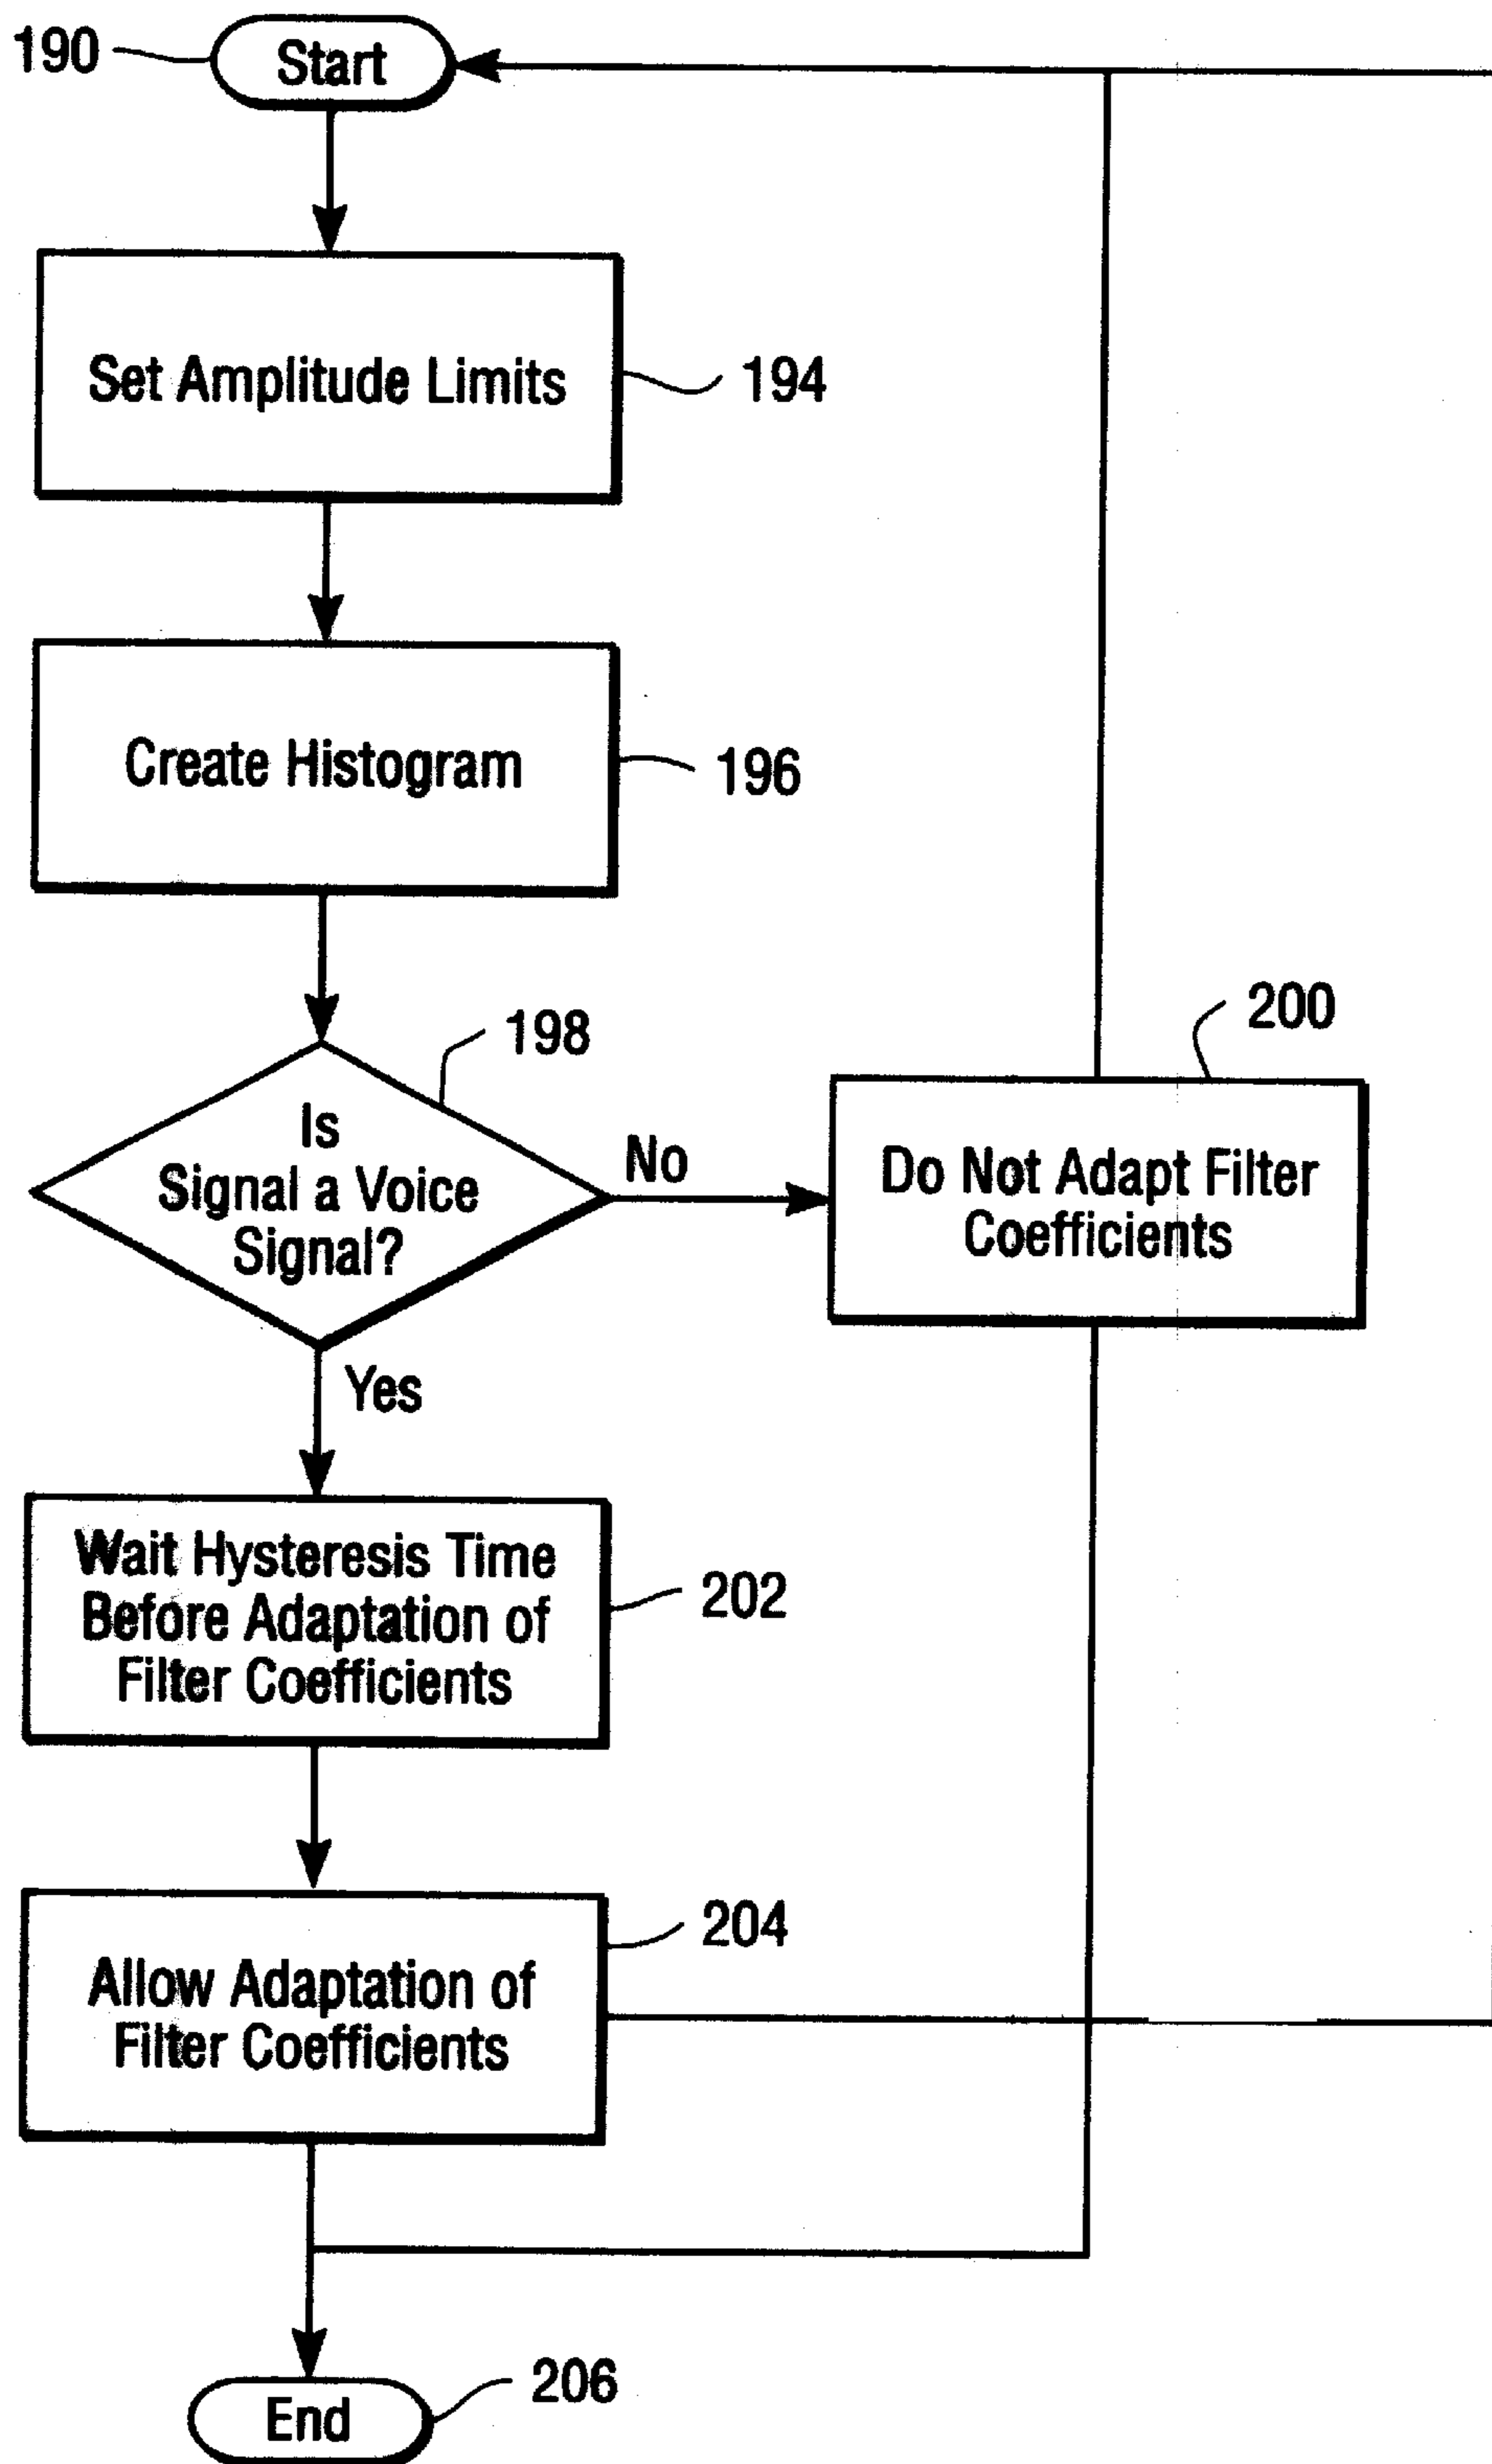 190
Start
Set Amplitude Limits
194
Create Histogram
196
198
Is
Signal a Voice
Signal?
No
200
Do Not Adapt Filter
Coefficients
Yes
Wait Hysteresis Time
Before Adaptation of
Filter Coefficients
202
204
Allow Adaptation of
Filter Coefficients
206
End